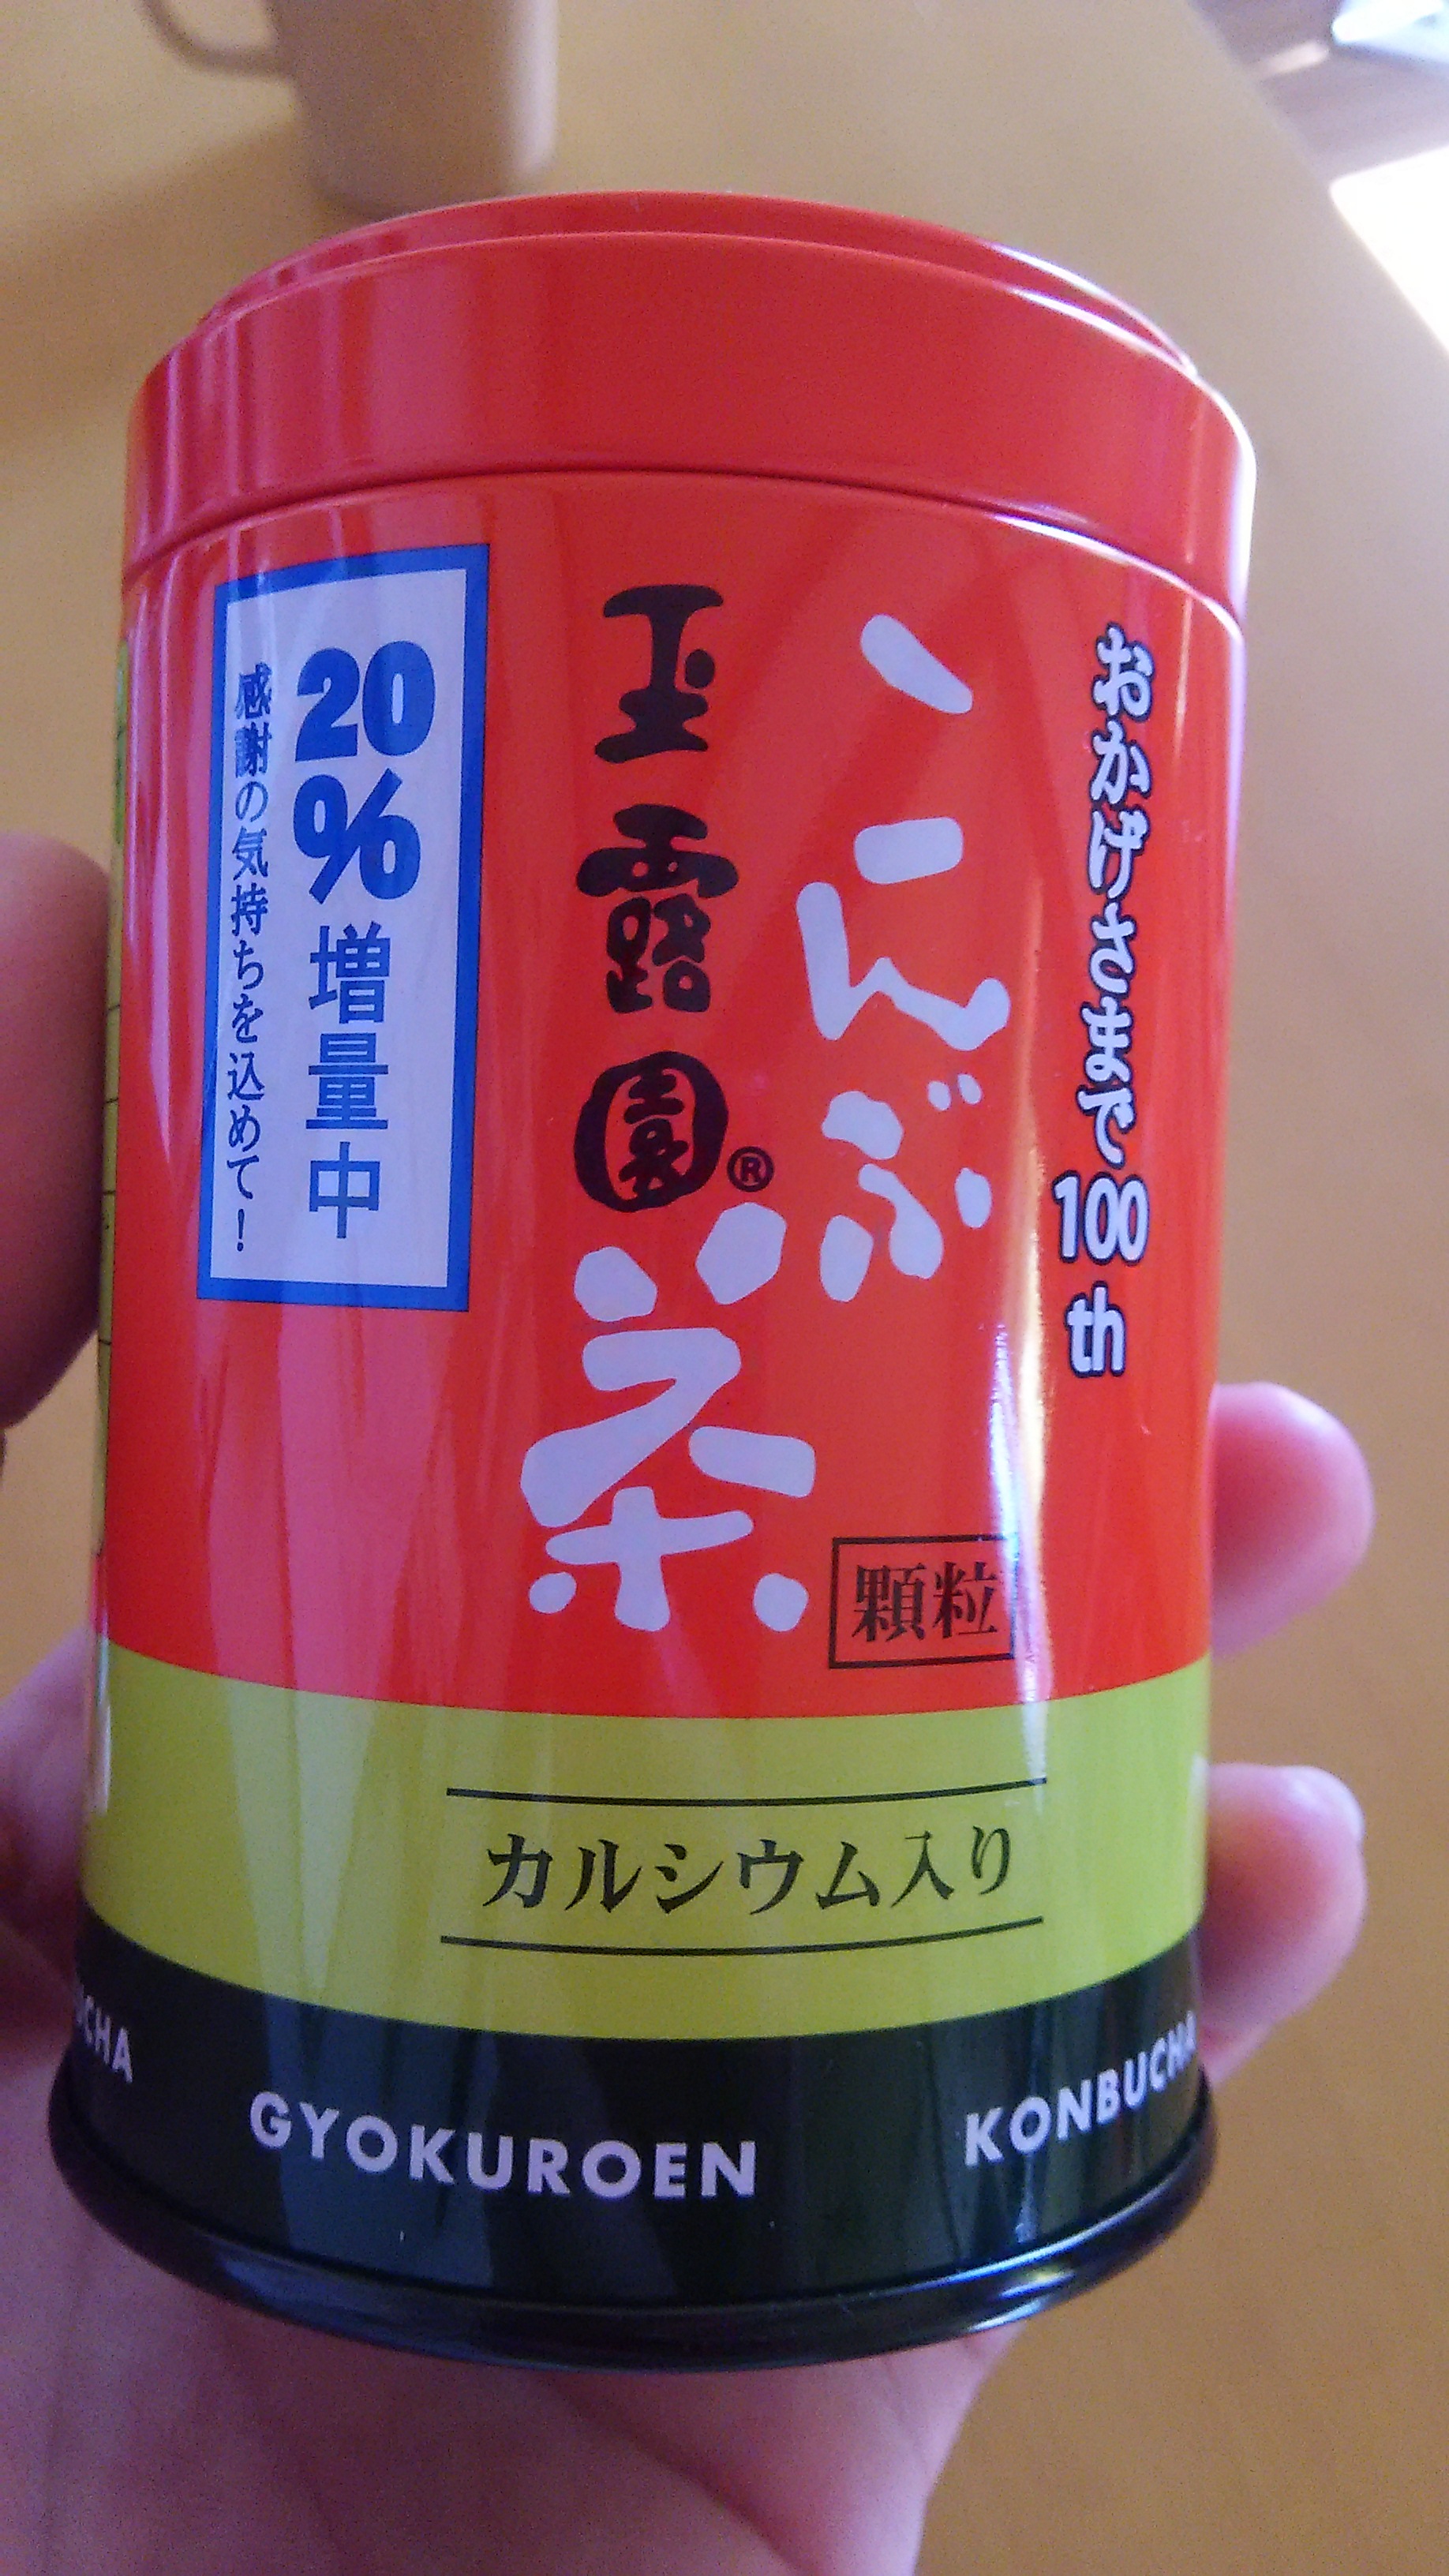 おかげさまで100th
こんぶ茶
玉露園®
20%増量中
感謝の気持ちを込めて!
顆粒
カルシウム入り
GYOKUROEN
KONBUCHA